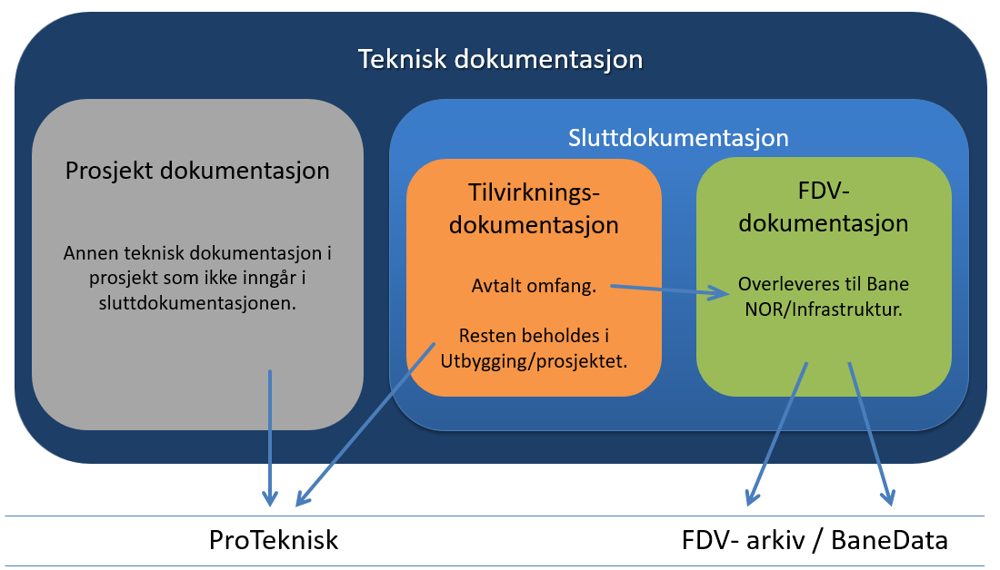 Teknisk dokumentasjon
Prosjekt dokumentasjon
Annen teknisk dokumentasjon i
prosjekt som ikke inngår i
sluttdokumentasjonen.
Sluttdokumentasjon
Tilvirknings-
dokumentasjon
Avtalt omfang.
Resten beholdes i
Utbygging/prosjektet.
FDV-
dokumentasjon
Overleveres til Bane
NOR/Infrastruktur.
ProTeknisk
FDV- arkiv / BaneData